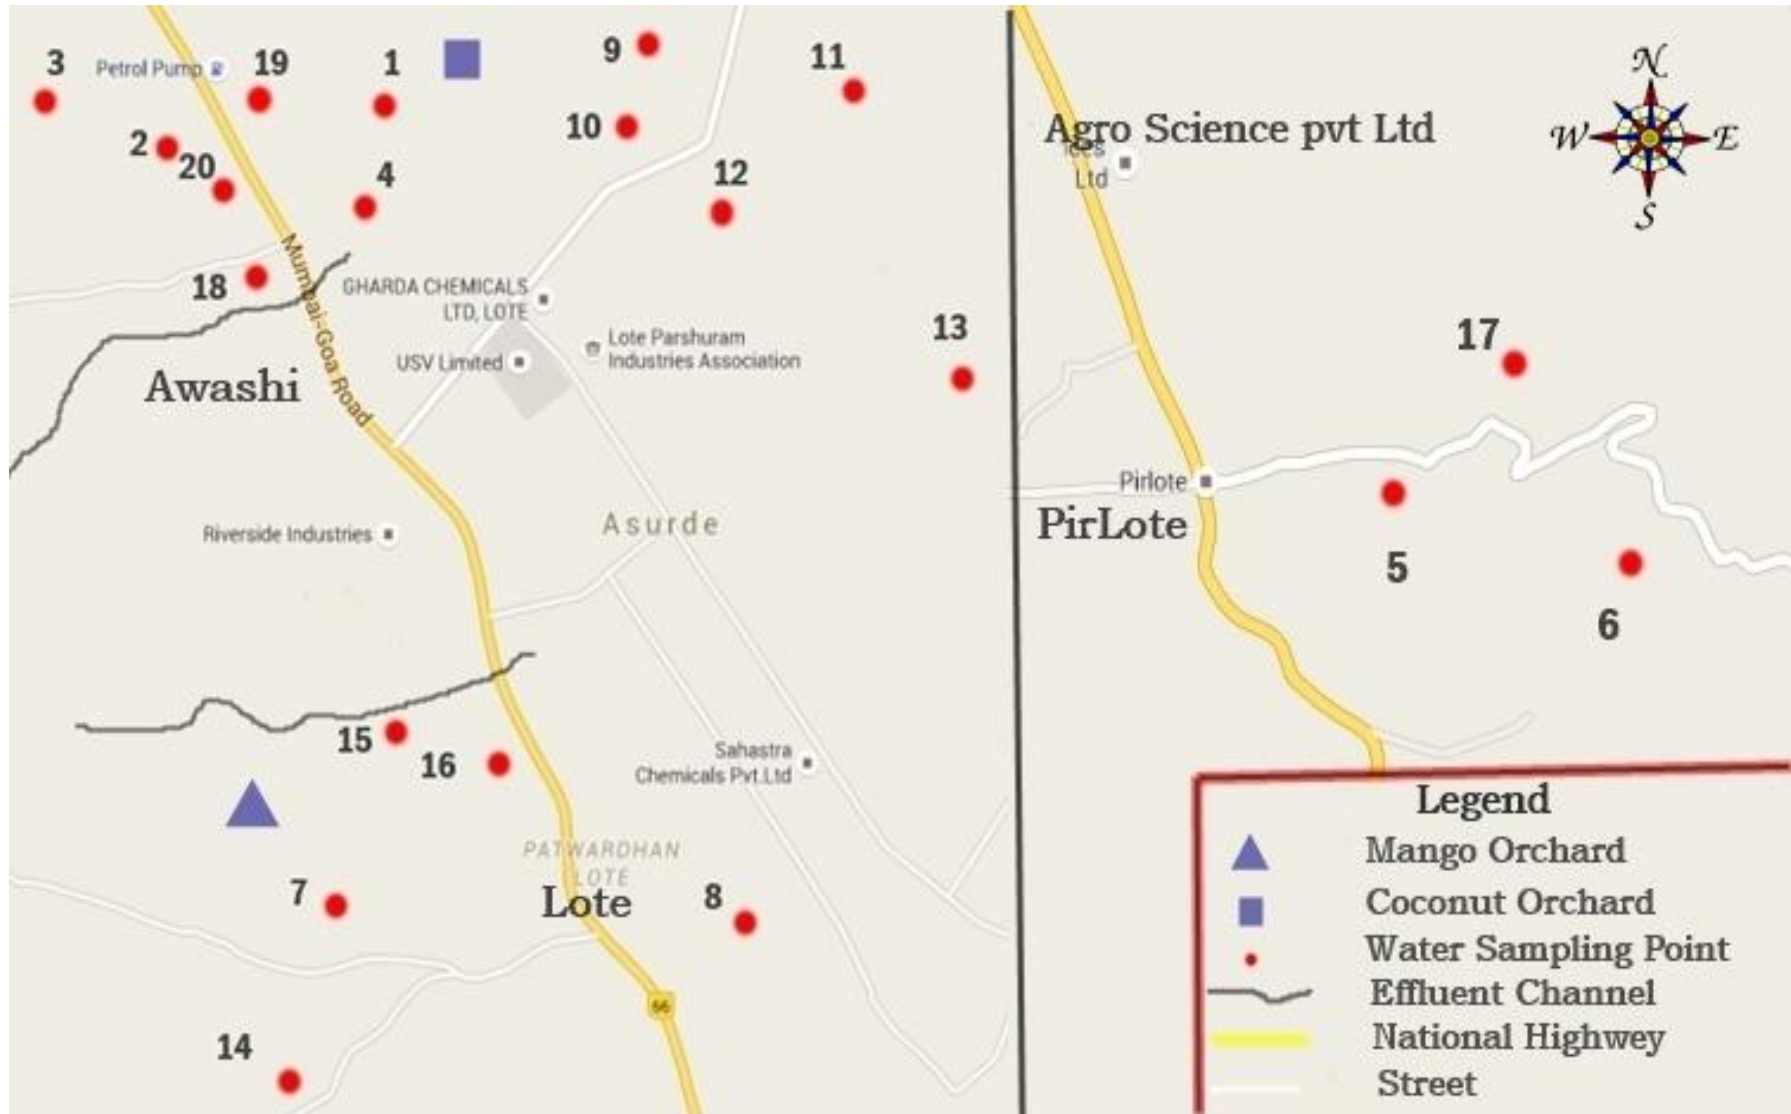 3
Petrol Pump
19
1
9
11
2
20
4
10
12
18
Mumbai-Goa Road
GHARDA CHEMICALS
LTD, LOTE
USV Limited
Lote Parshuram
Industries Association
13
Awashi
Riverside Industries
Asurde
15
16
Sahastra
Chemicals Pvt.Ltd
PATWARDHAN
LOTE
Lote
7
8
66
14
Agro Science pvt Ltd
Ltd
N
W
E
S
17
Pirlote
PirLote
5
6
Legend
Mango Orchard
Coconut Orchard
Water Sampling Point
Effluent Channel
National Highwey
Street